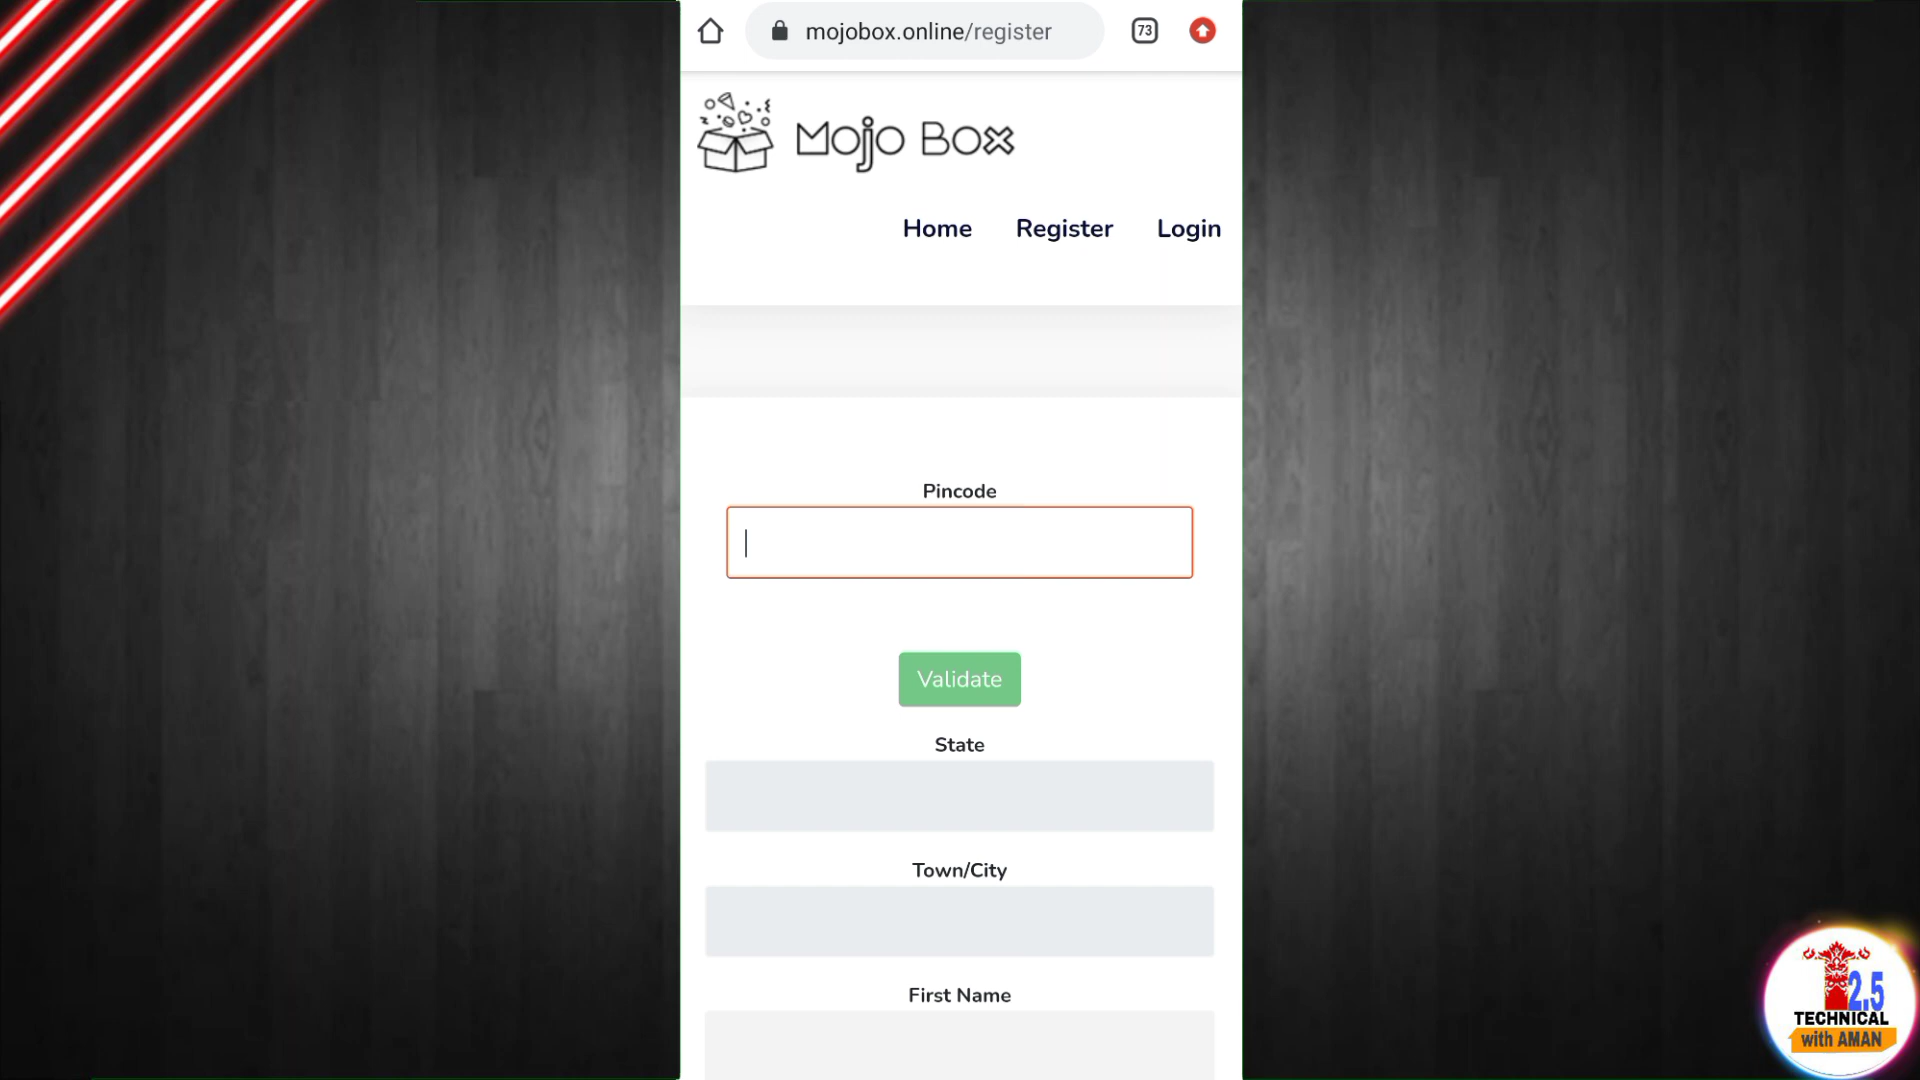 mojobox.online/register
73
Mojo Box
Home Register Login
Pincode
Validate
State
Town/City
First Name
2.5
TECHNICAL
with AMAN